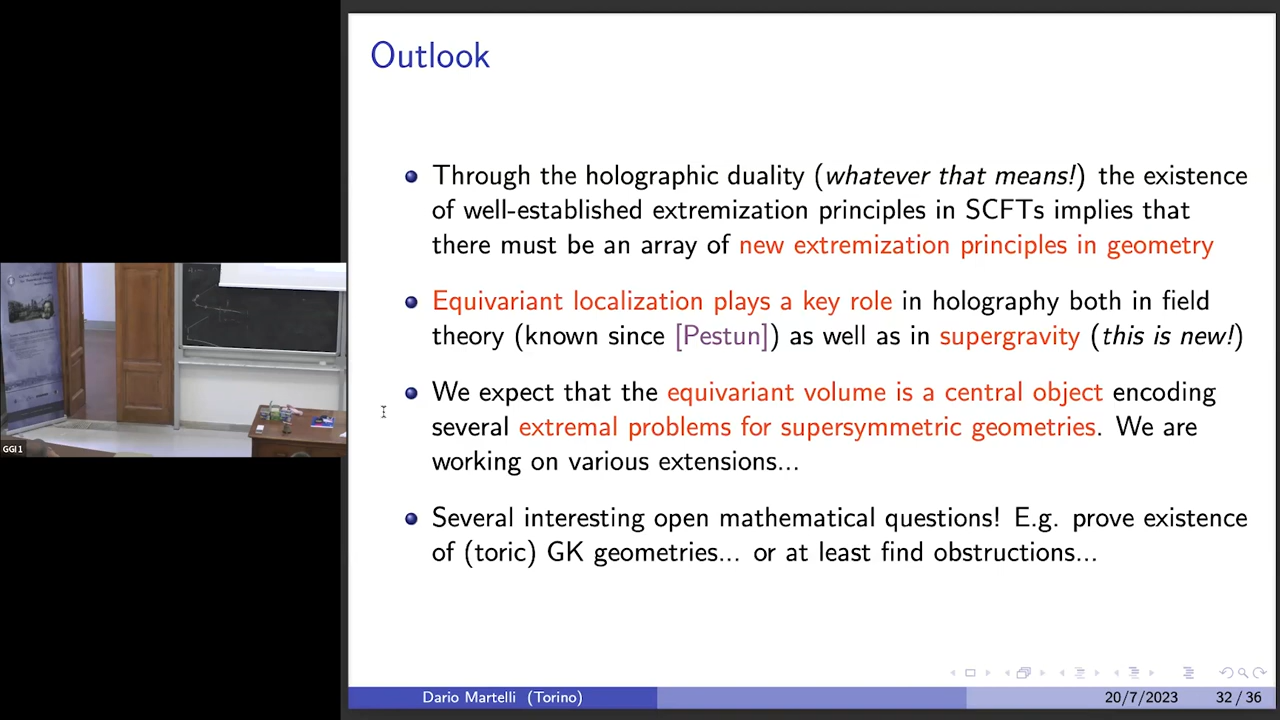 Outlook
Through the holographic duality (whatever that means!) the existence
of well-established extremization principles in SCFTs implies that
there must be an array of new extremization principles in geometry
Equivariant localization plays a key role in holography both in field
theory (known since [Pestun]) as well as in supergravity (this is new!)
We expect that the equivariant volume is a central object encoding
several extremal problems for supersymmetric geometries. We are
working on various extensions...
Several interesting open mathematical questions! E.g. prove existence
of (toric) GK geometries... or at least find obstructions...
GGI 1
Dario Martelli (Torino)
20/7/2023
32 / 36